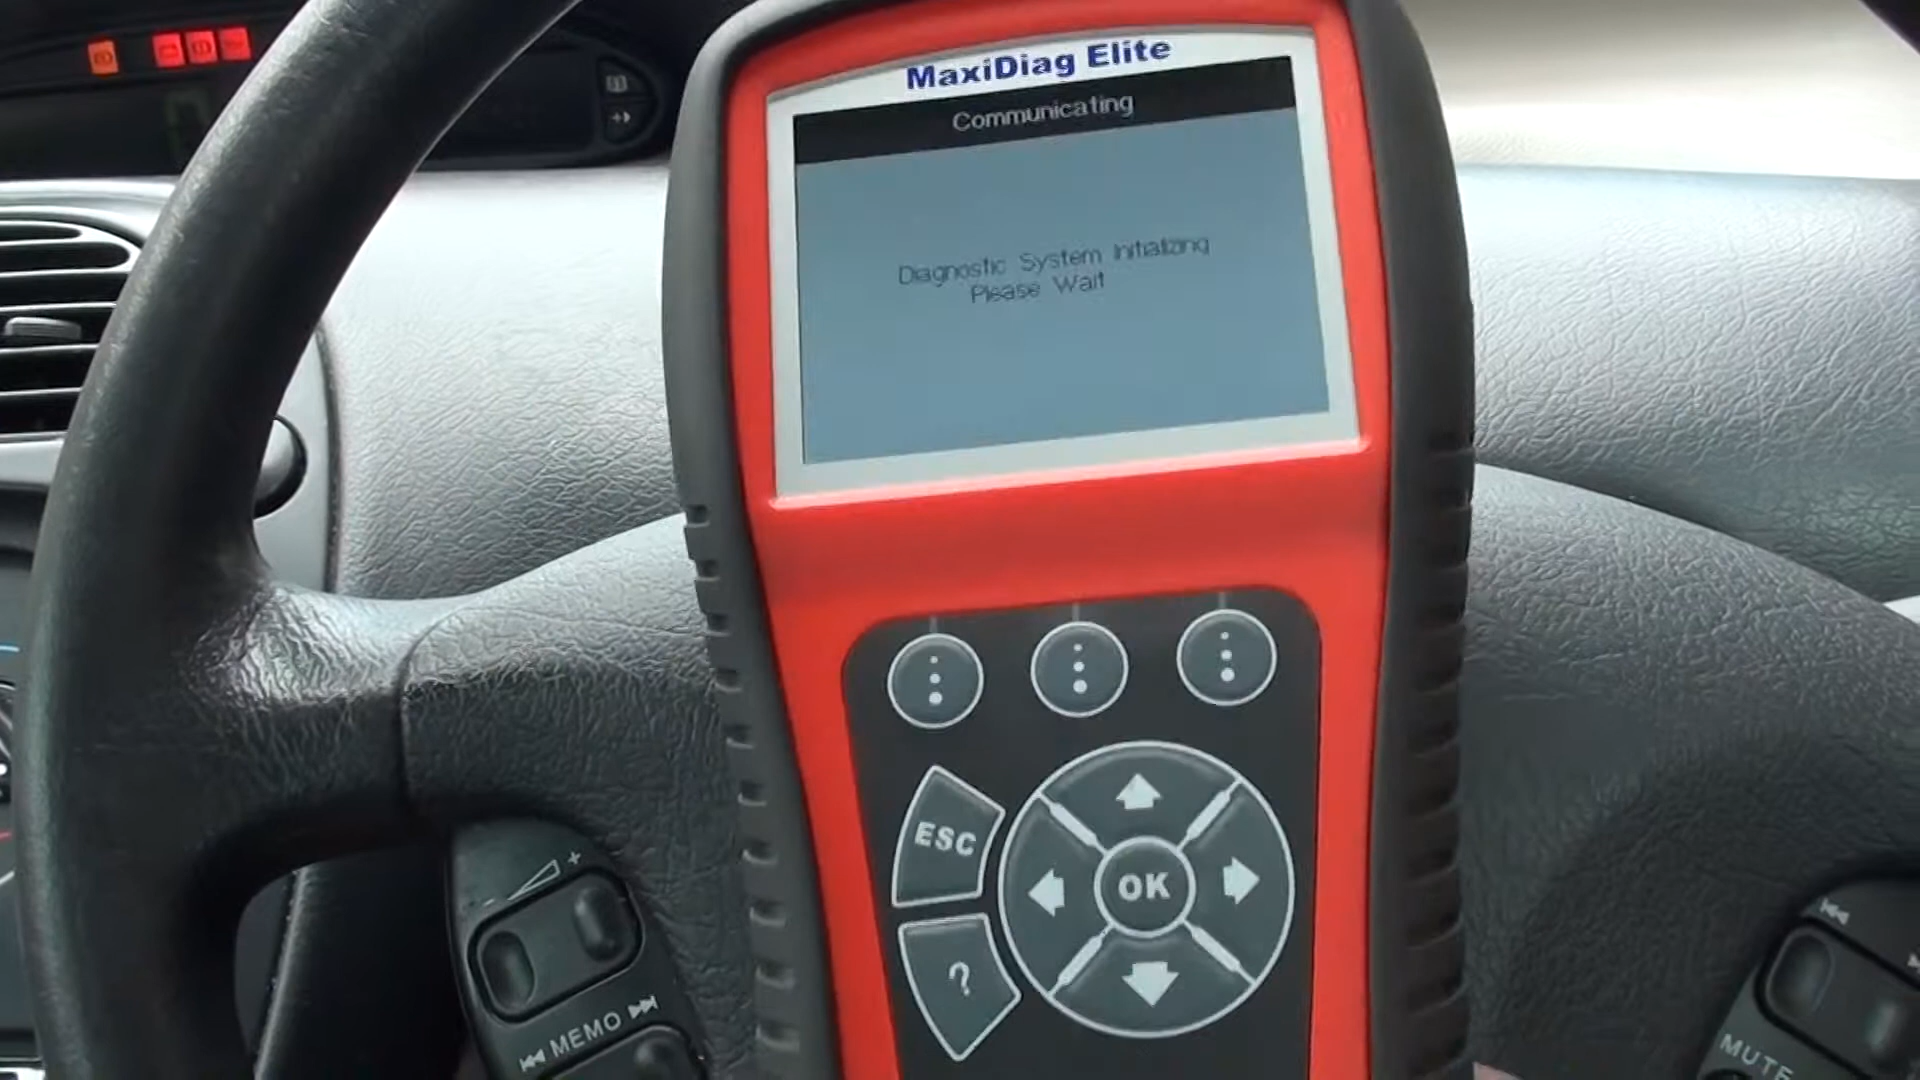 MaxiDiag Elite
Communicating
Diagnostic System Initializing
Please Wait
ESC
OK
?
+
-
MEMO
MUTE